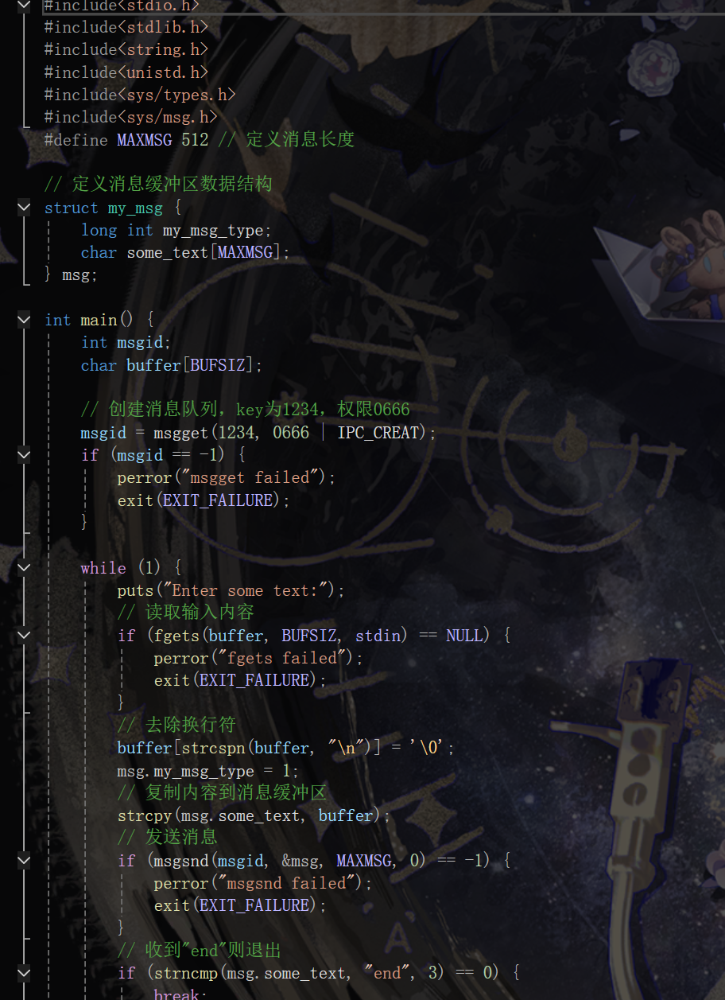 #include<stdio.h>
#include<stdlib.h>
#include<string.h>
#include<unistd.h>
#include<sys/types.h>
#include<sys/msg.h>
#define MAXMSG 512 // 定义消息长度
// 定义消息缓冲区数据结构
struct my_msg {
    long int my_msg_type;
    char some_text[MAXMSG];
} msg;
int main() {
    int msgid;
    char buffer[BUFSIZ];
    // 创建消息队列，key为1234，权限0666
    msgid = msgget(1234, 0666 | IPC_CREAT);
    if (msgid == -1) {
        perror("msgget failed");
        exit(EXIT_FAILURE);
    }
    while (1) {
        puts("Enter some text:");
        // 读取输入内容
        if (fgets(buffer, BUFSIZ, stdin) == NULL) {
            perror("fgets failed");
            exit(EXIT_FAILURE);
        }
        // 去除换行符
        buffer[strcspn(buffer, "\n")] = '\0';
        msg.my_msg_type = 1;
        // 复制内容到消息缓冲区
        strcpy(msg.some_text, buffer);
        // 发送消息
        if (msgsnd(msgid, &msg, MAXMSG, 0) == -1) {
            perror("msgsnd failed");
            exit(EXIT_FAILURE);
        }
        // 收到"end"则退出
        if (strncmp(msg.some_text, "end", 3) == 0) {
            break;